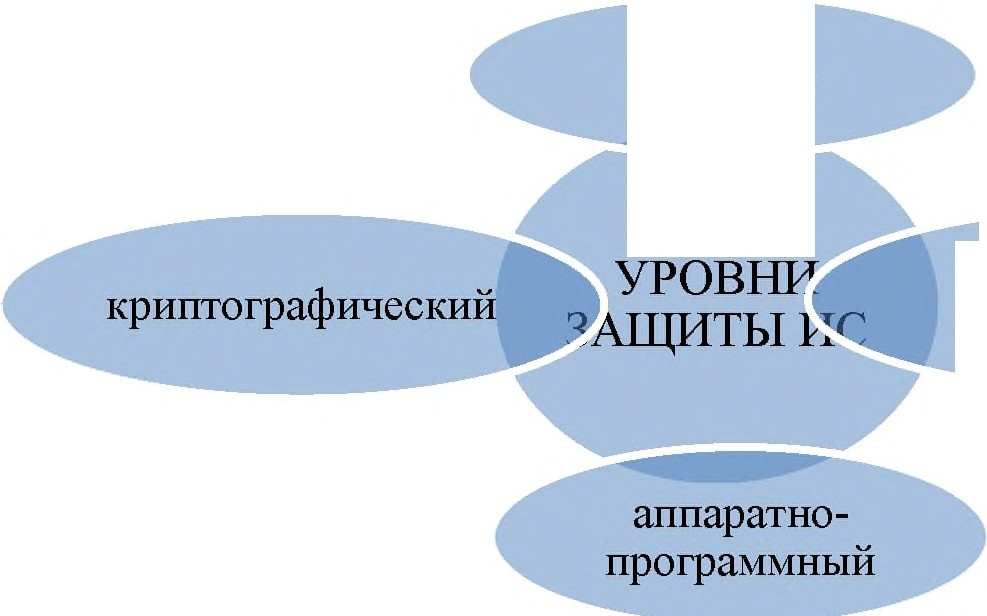 криптографический
УРОВНИ
ЗАЩИТЫ ИС
аппаратно-
программный